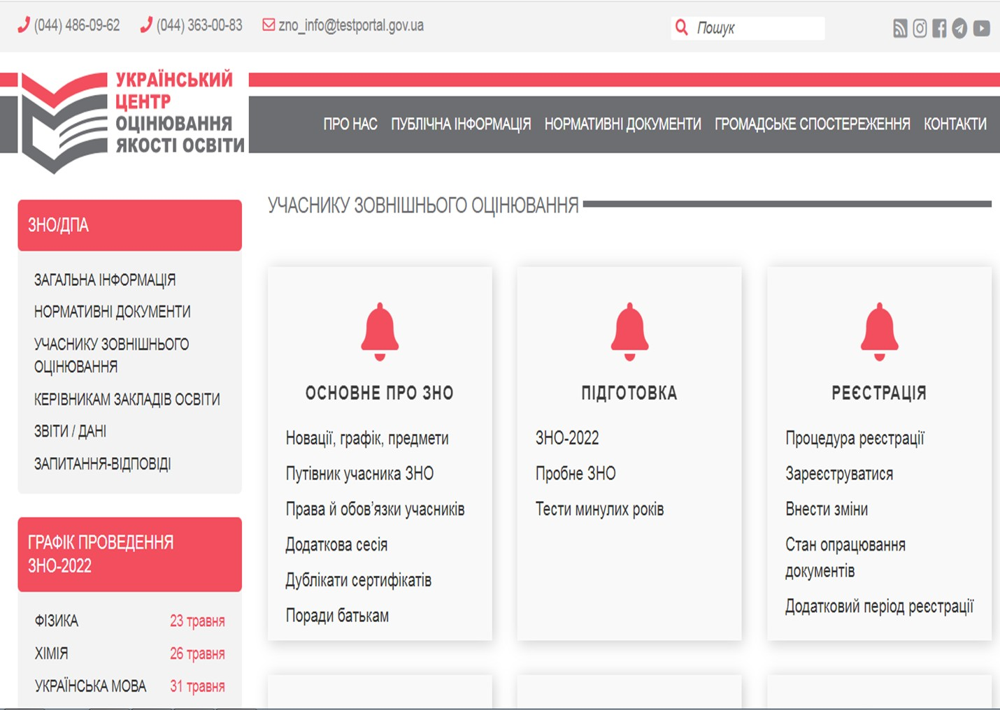 (044) 486-09-62 (044) 363-00-83 zno_info@testportal.gov.ua Пошук
УКРАЇНСЬКИЙ
ЦЕНТР
ОЦІНЮВАННЯ
ЯКОСТІ ОСВІТИ
ПРО НАС ПУБЛІЧНА ІНФОРМАЦІЯ НОРМАТИВНІ ДОКУМЕНТИ ГРОМАДСЬКЕ СПОСТЕРЕЖЕННЯ КОНТАКТИ
ЗНО/ДПА
ЗАГАЛЬНА ІНФОРМАЦІЯ
НОРМАТИВНІ ДОКУМЕНТИ
УЧАСНИКУ ЗОВНІШНЬОГО
ОЦІНЮВАННЯ
КЕРІВНИКАМ ЗАКЛАДІВ ОСВІТИ
ЗВІТИ / ДАНІ
ЗАПИТАННЯ-ВІДПОВІДІ
ГРАФІК ПРОВЕДЕННЯ
ЗНО-2022
ФІЗИКА 23 травня
ХІМІЯ 26 травня
УКРАЇНСЬКА МОВА 31 травня
УЧАСНИКУ ЗОВНІШНЬОГО ОЦІНЮВАННЯ
ОСНОВНЕ ПРО ЗНО
Новації, графік, предмети
Путівник учасника ЗНО
Права й обов’язки учасників
Додаткова сесія
Дублікати сертифікатів
Поради батькам
ПІДГОТОВКА
ЗНО-2022
Пробне ЗНО
Тести минулих років
РЕЄСТРАЦІЯ
Процедура реєстрації
Зареєструватися
Внести зміни
Стан опрацювання
документів
Додатковий період реєстрації